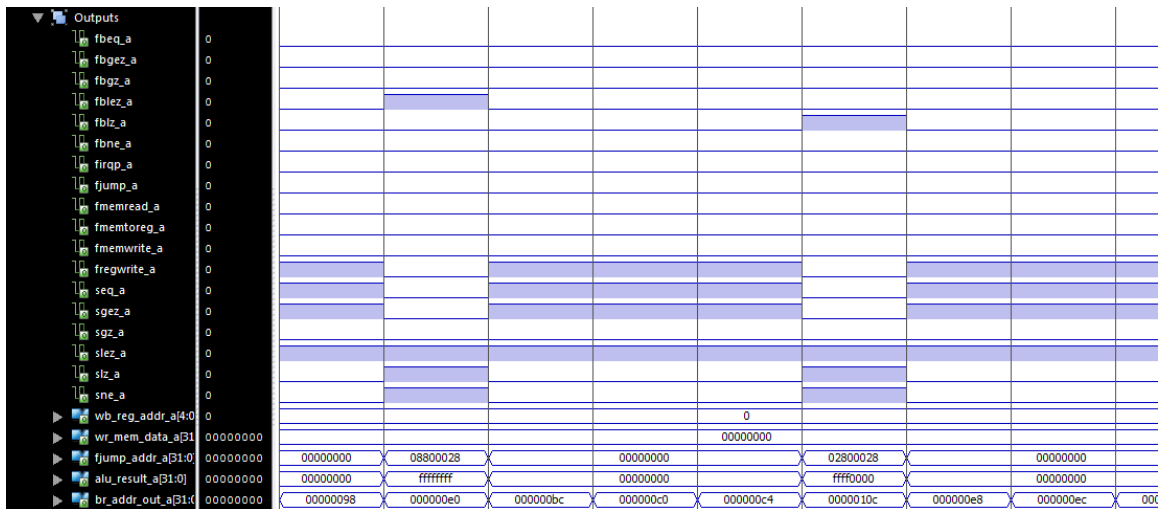 Outputs
fbeq_a 0
fbgez_a 0
fbgz_a 0
fblez_a 0
fblz_a 0
fbne_a 0
firqp_a 0
fjump_a 0
fmemread_a 0
fmemtoreg_a 0
fmemwrite_a 0
fregwrite_a 0
seq_a 0
sgez_a 0
sgz_a 0
slez_a 0
slz_a 0
sne_a 0
wb_reg_addr_a[4:0 0 0
wr_mem_data_a[31 00000000 00000000
fjump_addr_a[31:0] 00000000 00000000 08800028 00000000 02800028 00000000
alu_result_a[31:0] 00000000 00000000 ffffffff 00000000 ffff0000 00000000
br_addr_out_a[31:0 00000000 00000098 000000e0 000000bc 000000c0 000000c4 0000010c 000000e8 000000ec 000